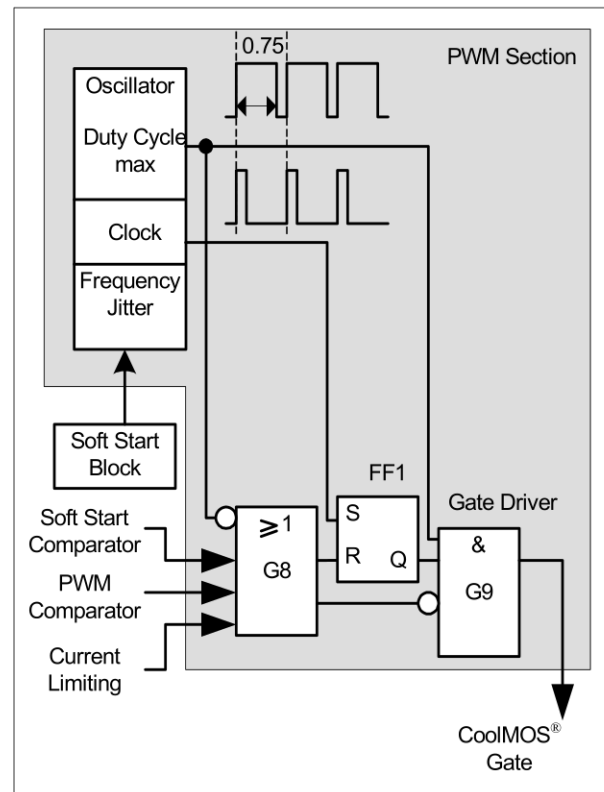 0.75
PWM Section
Oscillator
Duty Cycle
max
Clock
Frequency
Jitter
Soft Start
Block
FF1
Gate Driver
Soft Start
Comparator
PWM
Comparator
Current
Limiting
⩾1
G8
S
R
Q
&
G9
CoolMOS®
Gate